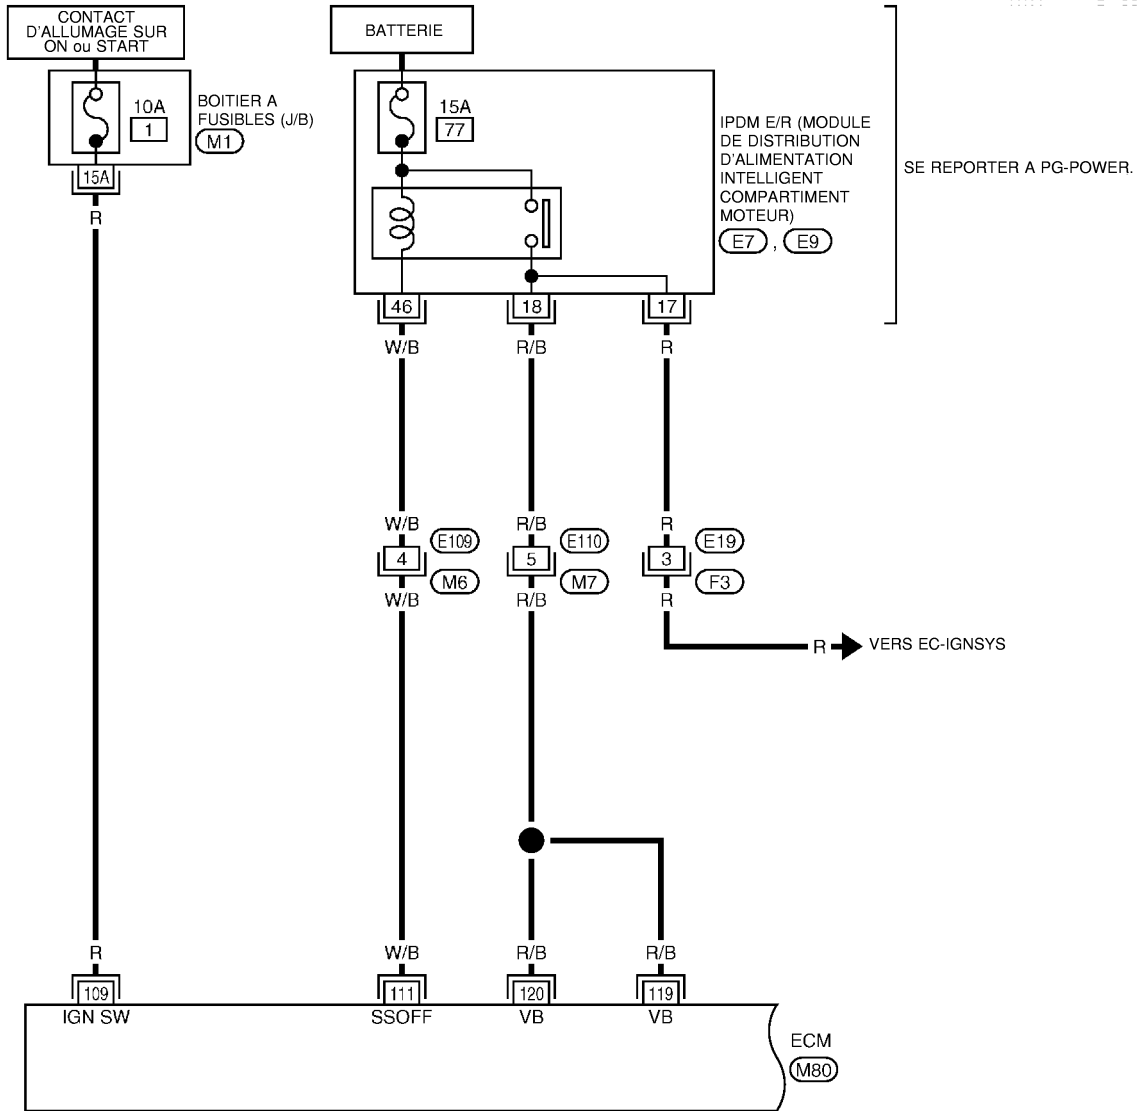 CONTACT
D'ALLUMAGE SUR
ON ou START
BATTERIE
10A
1
BOITIER A
FUSIBLES (J/B)
M1
15A
77
IPDM E/R (MODULE
DE DISTRIBUTION
D'ALIMENTATION
INTELLIGENT
COMPARTIMENT
MOTEUR)
E7 , E9
SE REPORTER A PG-POWER.
15A
R
46
18
17
W/B
R/B
R
W/B
R/B
R
4
E109
5
E110
3
E19
M6
M7
F3
W/B
R/B
R
R
VERS EC-IGNSYS
R
W/B
R/B
R/B
109
111
120
119
IGN SW
SSOFF
VB
VB
ECM
M80